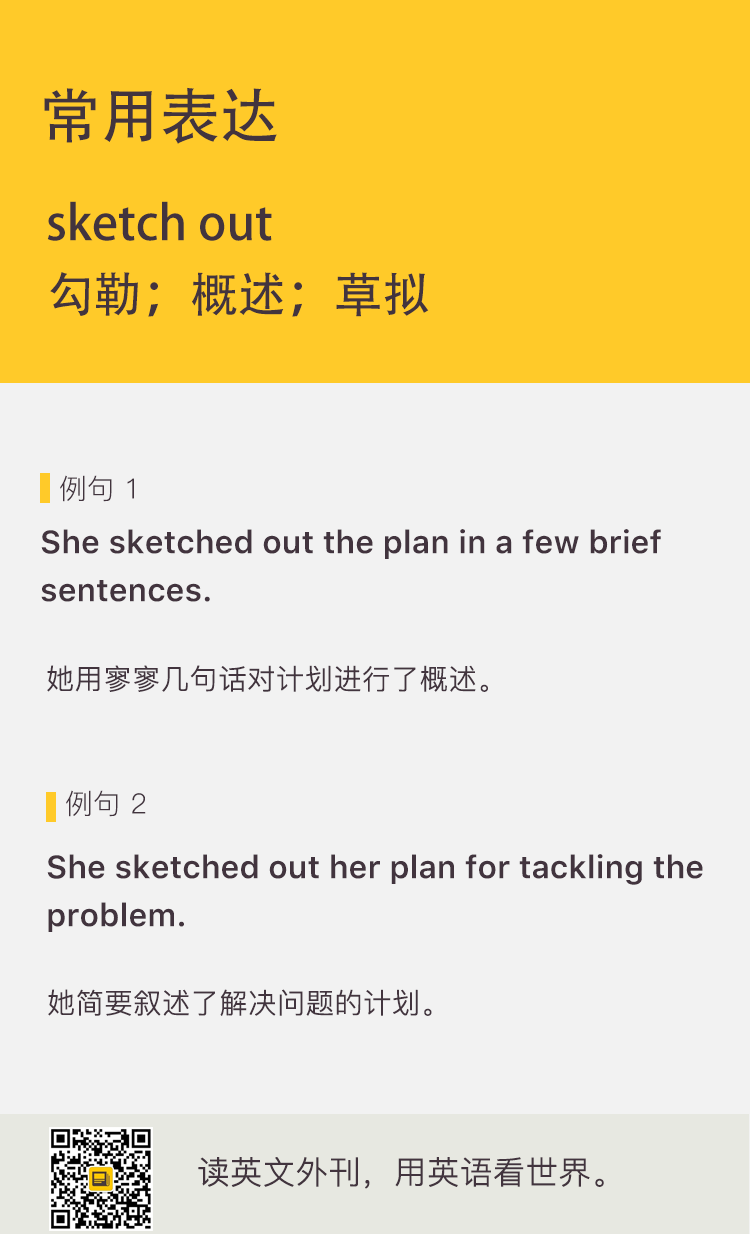 常用表达
sketch out
勾勒；概述；草拟
例句 1
She sketched out the plan in a few brief
sentences.
她用寥寥几句话对计划进行了概述。
例句 2
She sketched out her plan for tackling the
problem.
她简要叙述了解决问题的计划。
读英文外刊，用英语看世界。